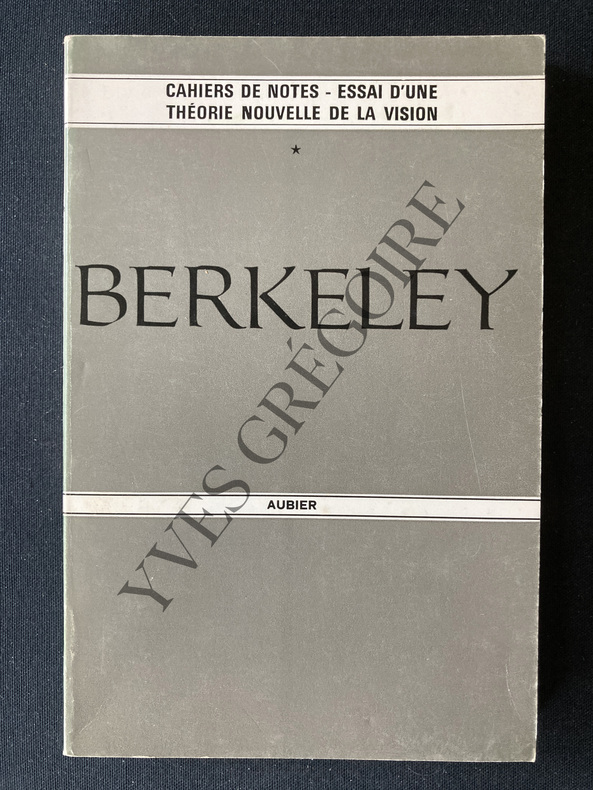 CAHIERS DE NOTES - ESSAI D'UNE
THÉORIE NOUVELLE DE LA VISION
*
BERKELEY
YVES GRÉGOIRE
AUBIER